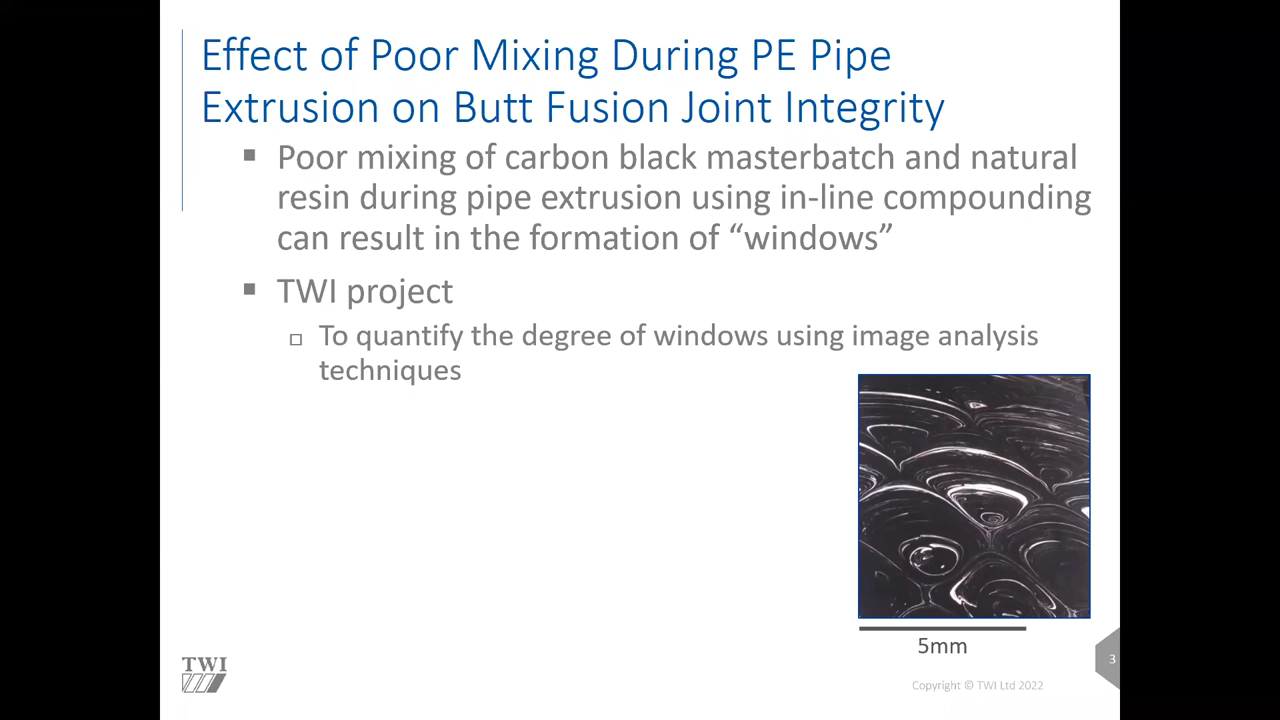 Effect of Poor Mixing During PE Pipe
Extrusion on Butt Fusion Joint Integrity
▪ Poor mixing of carbon black masterbatch and natural
resin during pipe extrusion using in-line compounding
can result in the formation of “windows”
▪ TWI project
□ To quantify the degree of windows using image analysis
techniques
5mm
3
TWI
Copyright © TWI Ltd 2022